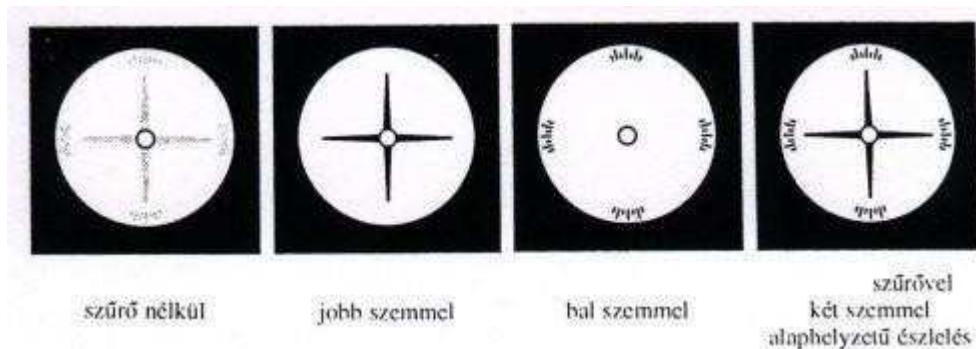 szűrő nélkül
jobb szemmel
bal szemmel
szűrővel
két szemmel
alaphelyzetű észlelés